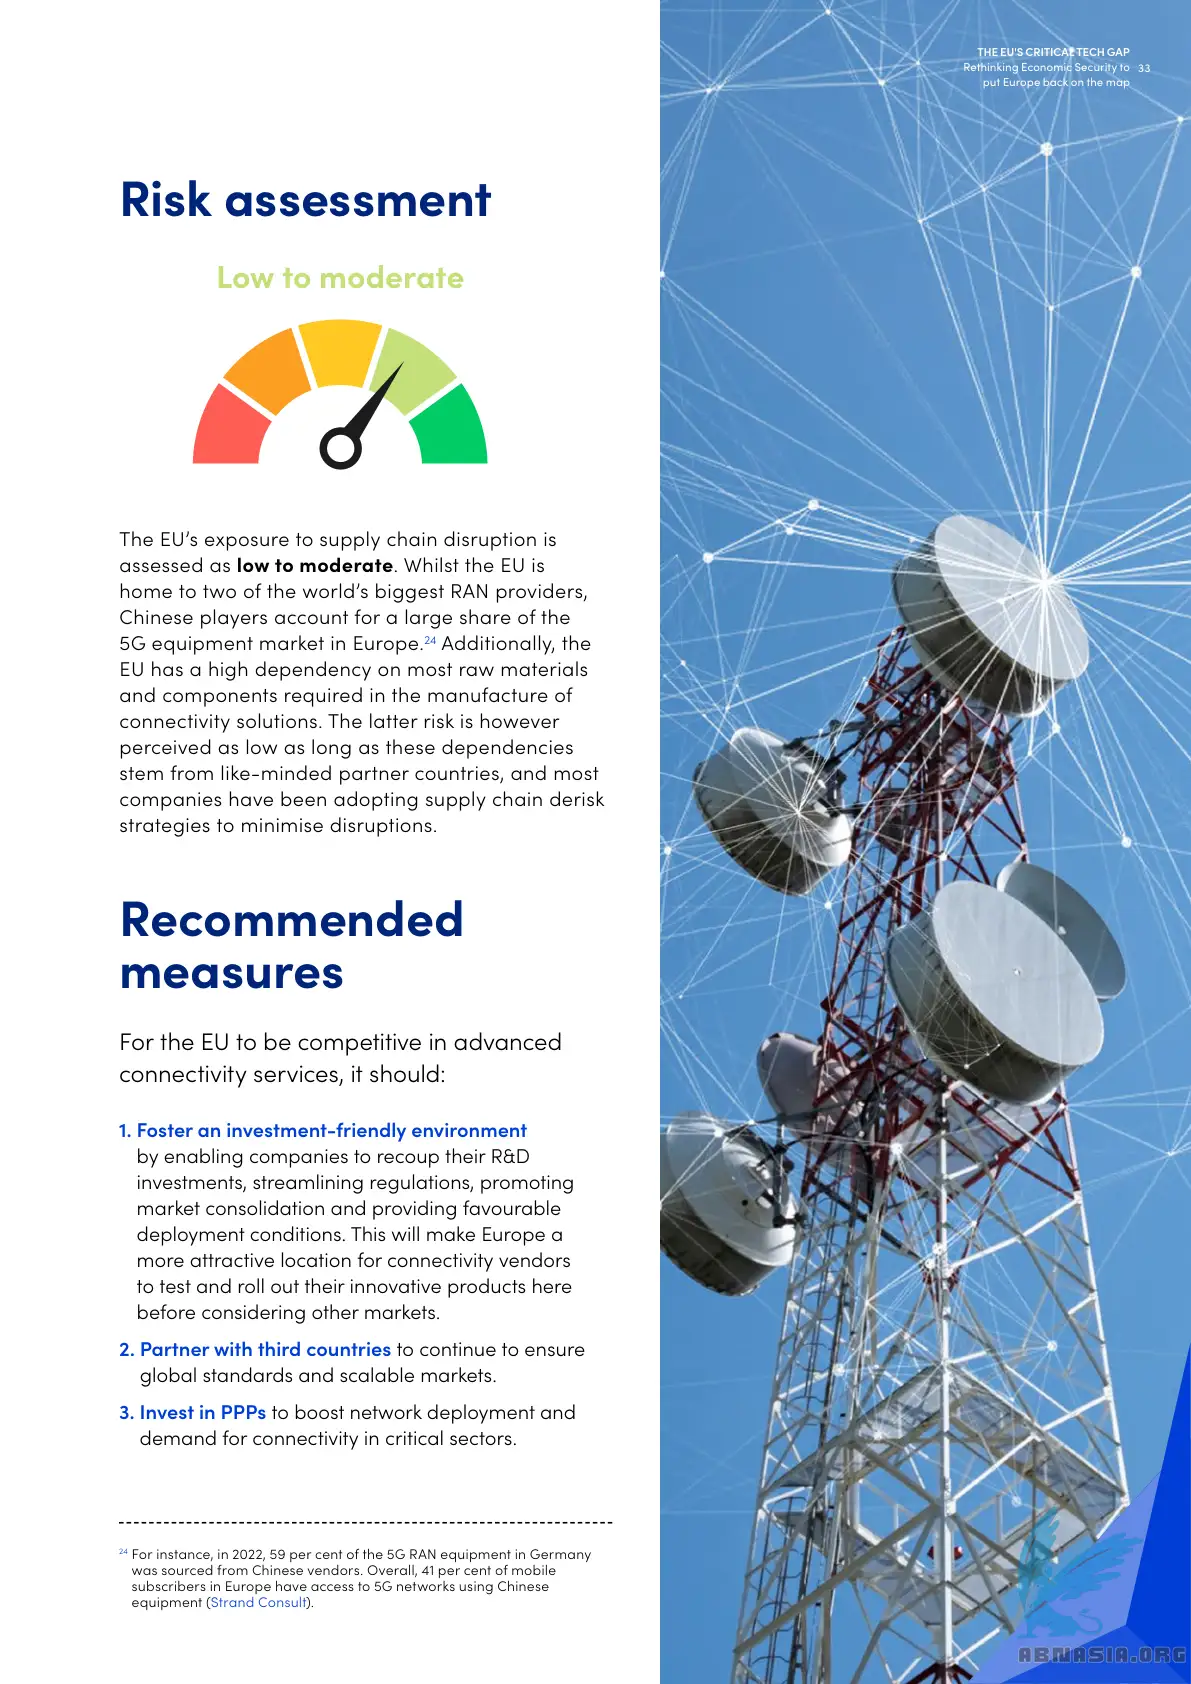 THE EU'S CRITICAL TECH GAP
Rethinking Economic Security to 33
put Europe back on the map
Risk assessment
Low to moderate
The EU’s exposure to supply chain disruption is
assessed as low to moderate. Whilst the EU is
home to two of the world’s biggest RAN providers,
Chinese players account for a large share of the
5G equipment market in Europe.24 Additionally, the
EU has a high dependency on most raw materials
and components required in the manufacture of
connectivity solutions. The latter risk is however
perceived as low as long as these dependencies
stem from like-minded partner countries, and most
companies have been adopting supply chain derisk
strategies to minimise disruptions.
Recommended
measures
For the EU to be competitive in advanced
connectivity services, it should:
1. Foster an investment-friendly environment
by enabling companies to recoup their R&D
investments, streamlining regulations, promoting
market consolidation and providing favourable
deployment conditions. This will make Europe a
more attractive location for connectivity vendors
to test and roll out their innovative products here
before considering other markets.
2. Partner with third countries to continue to ensure
global standards and scalable markets.
3. Invest in PPPs to boost network deployment and
demand for connectivity in critical sectors.
24 For instance, in 2022, 59 per cent of the 5G RAN equipment in Germany
was sourced from Chinese vendors. Overall, 41 per cent of mobile
subscribers in Europe have access to 5G networks using Chinese
equipment (Strand Consult).
ABNASIA.ORG